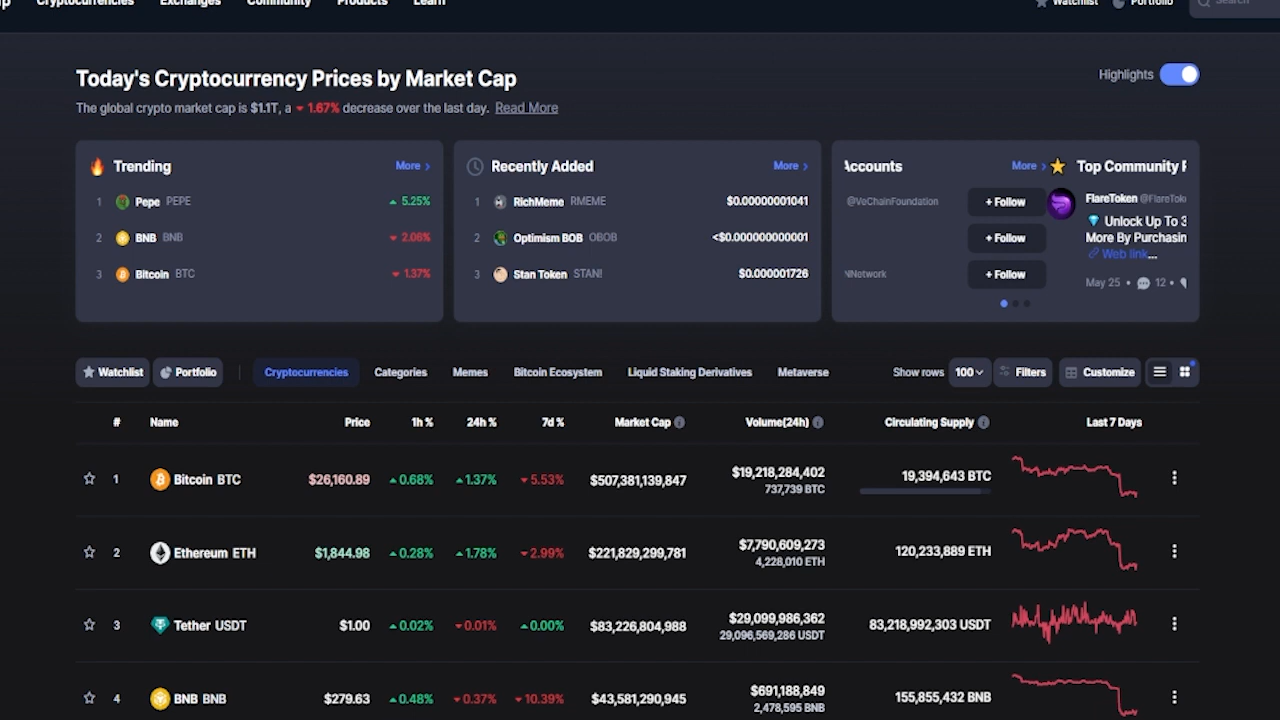 Cryptocurrencies Exchanges Community Products Learn Watchlist Portfolio Search
Today's Cryptocurrency Prices by Market Cap
Highlights
The global crypto market cap is $1.1T, a 1.67% decrease over the last day. Read More
Trending More
1 Pepe PEPE 5.25%
2 BNB BNB 2.06%
3 Bitcoin BTC 1.37%
Recently Added More
1 RichMeme RMEME $0.00000001041
2 Optimism BOB OBOB <$0.000000000001
3 Stan Token STAN! $0.000001726
Accounts More
@VeChainFoundation + Follow
+ Follow
+ Follow
Top Community
FlareToken @FlareTok
Unlock Up To 3
More By Purchasin
Web link...
May 25 • 12 •
Watchlist Portfolio Cryptocurrencies Categories Memes Bitcoin Ecosystem Liquid Staking Derivatives Metaverse Show rows 100 Filters Customize
# Name Price 1h % 24h % 7d % Market Cap Volume(24h) Circulating Supply Last 7 Days
1 Bitcoin BTC $26,160.89 0.68% 1.37% 5.53% $507,381,139,847 $19,218,284,402 19,394,643 BTC
737,739 BTC
2 Ethereum ETH $1,844.98 0.28% 1.78% 2.99% $221,829,299,781 $7,790,609,273 120,233,889 ETH
4,228,010 ETH
3 Tether USDT $1.00 0.02% 0.01% 0.00% $83,226,804,988 $29,099,986,362 83,218,992,303 USDT
29,096,569,286 USDT
4 BNB BNB $279.63 0.48% 0.37% 10.39% $43,581,290,945 $691,188,849 155,855,432 BNB
2,478,595 BNB